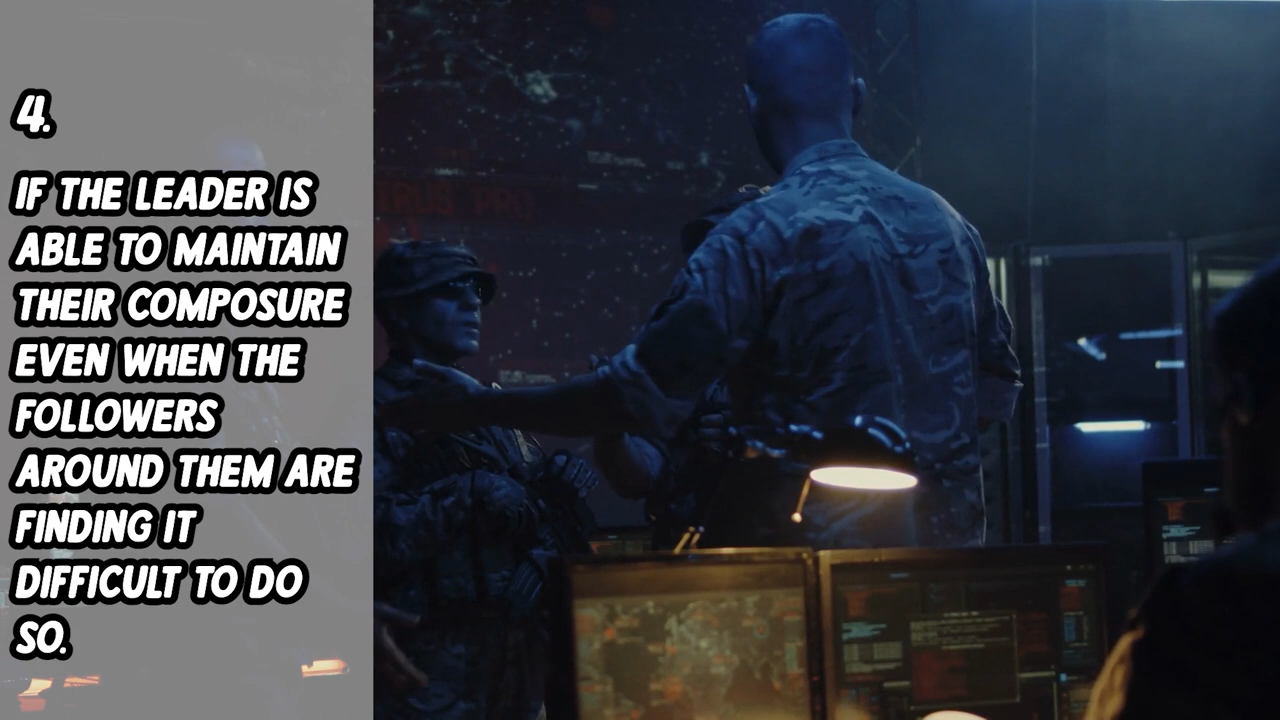 4.
IF THE LEADER IS
ABLE TO MAINTAIN
THEIR COMPOSURE
EVEN WHEN THE
FOLLOWERS
AROUND THEM ARE
FINDING IT
DIFFICULT TO DO
SO.